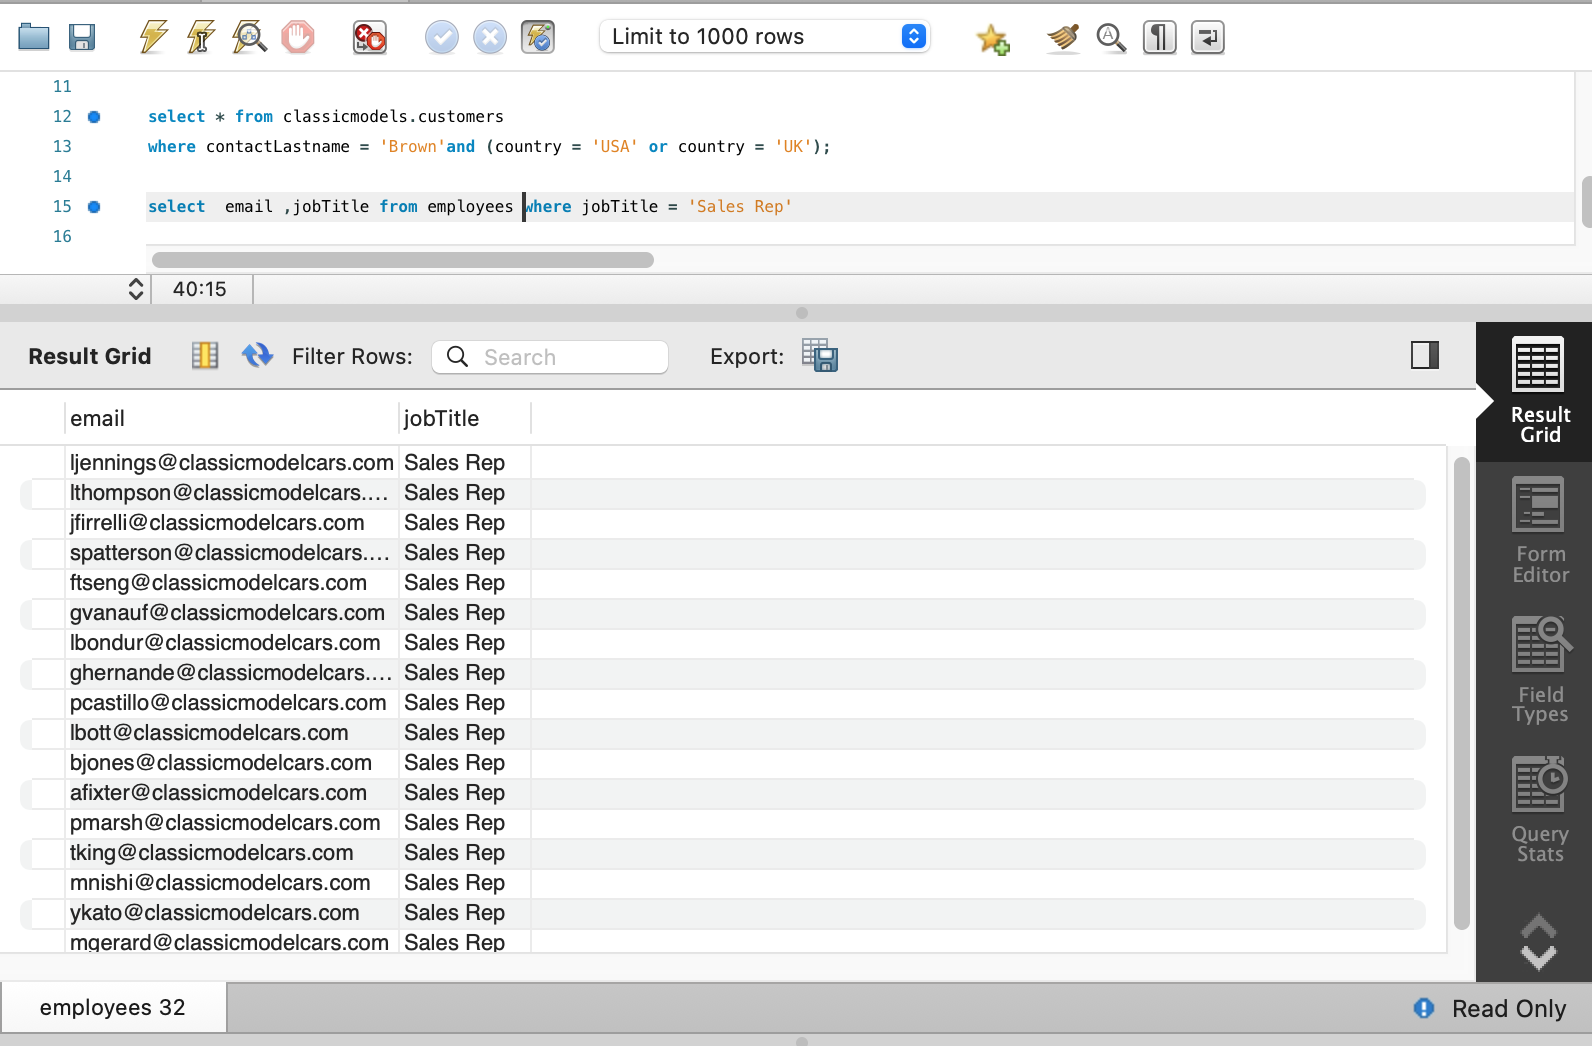 Limit to 1000 rows
11
12 select * from classicmodels.customers
13 where contactLastname = 'Brown'and (country = 'USA' or country = 'UK');
14
15 select  email ,jobTitle from employees where jobTitle = 'Sales Rep'
16
40:15
Result Grid Filter Rows: Search Export:
email jobTitle
ljennings@classicmodelcars.com Sales Rep
lthompson@classicmodelcars.... Sales Rep
jfirrelli@classicmodelcars.com Sales Rep
spatterson@classicmodelcars.... Sales Rep
ftseng@classicmodelcars.com Sales Rep
gvanauf@classicmodelcars.com Sales Rep
lbondur@classicmodelcars.com Sales Rep
ghernande@classicmodelcars.... Sales Rep
pcastillo@classicmodelcars.com Sales Rep
lbott@classicmodelcars.com Sales Rep
bjones@classicmodelcars.com Sales Rep
afixter@classicmodelcars.com Sales Rep
pmarsh@classicmodelcars.com Sales Rep
tking@classicmodelcars.com Sales Rep
mnishi@classicmodelcars.com Sales Rep
ykato@classicmodelcars.com Sales Rep
mgerard@classicmodelcars.com Sales Rep
Result
Grid
Form
Editor
Field
Types
Query
Stats
employees 32
Read Only